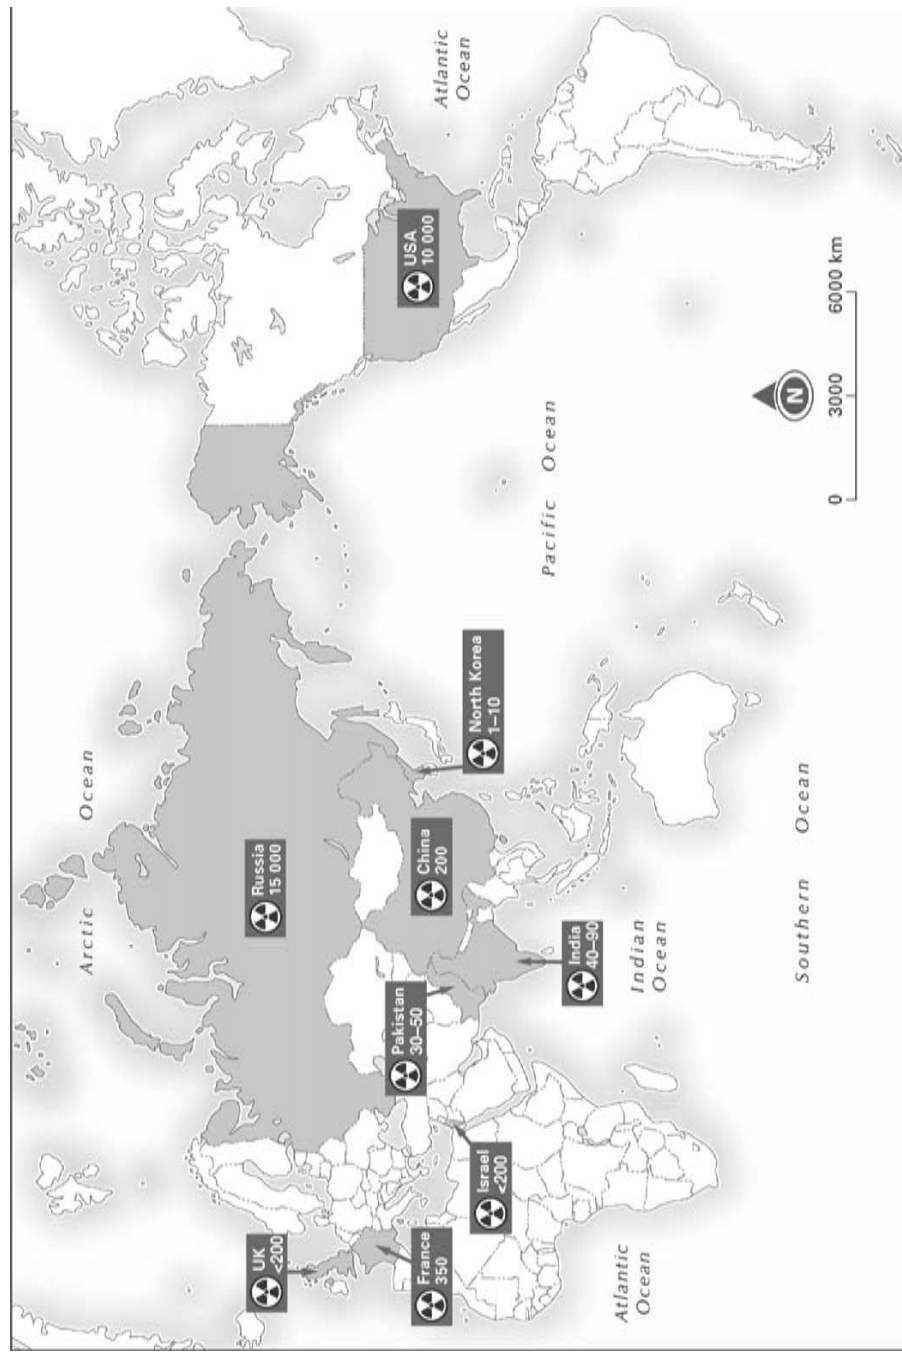 Arctic Ocean
Atlantic
Ocean
UK
<200
Russia
15 000
USA
10 000
France
350
Pakistan
30–50
China
200
Israel
<200
North Korea
1–10
India
40–90
Pacific Ocean
Atlantic
Ocean
Indian
Ocean
Southern Ocean
N
0 3000 6000 km